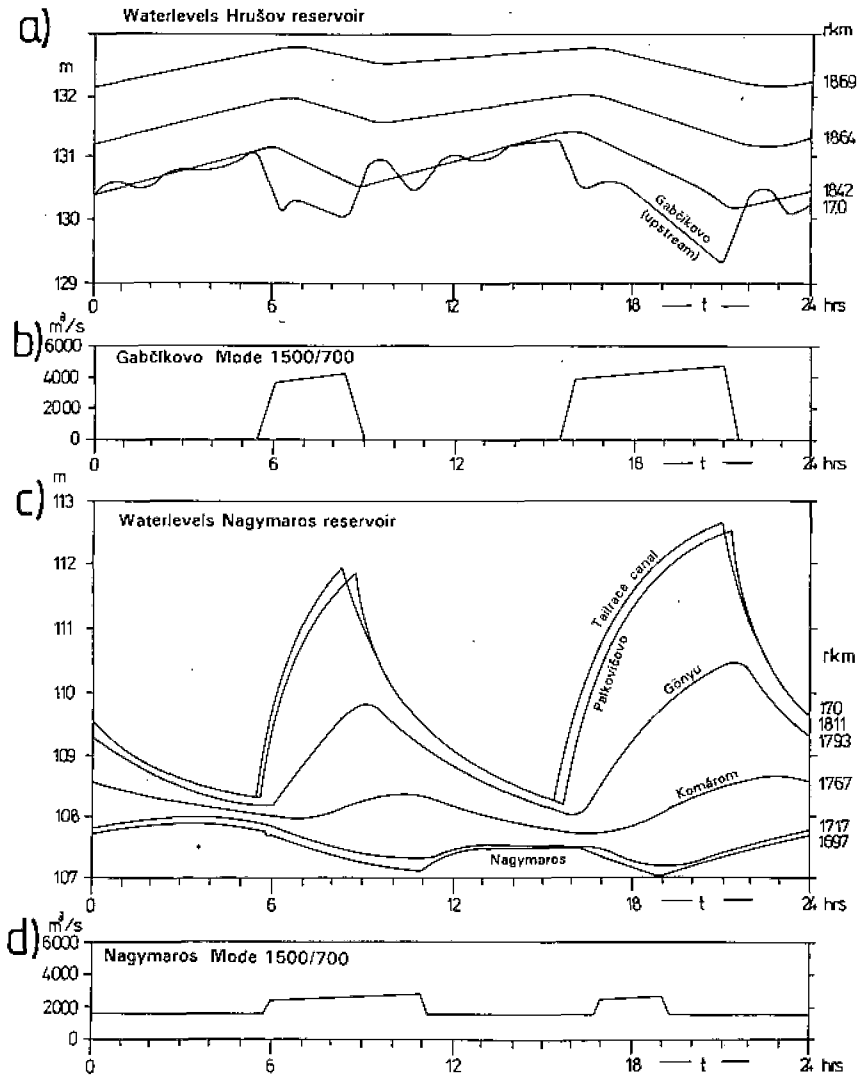 a)
Waterlevels Hrušov reservoir
rkm
m
132
131
130
129
1869
1864
1842
170
Gabčíkovo
(upstream)
0 6 12 18 — t — 24 hrs
b)
m³/s
6000
4000
2000
0
Gabčíkovo Mode 1500/700
0 6 12 18 — t — 24 hrs
c)
m
113
112
111
110
109
108
107
Waterlevels Nagymaros reservoir
Tailrace canal
Palkovičovo
Gönyu
Komárom
Nagymaros
rkm
170
1811
1793
1767
1717
1697
0 6 12 18 — t — 24 hrs
d)
m³/s
6000
4000
2000
0
Nagymaros Mode 1500/700
0 6 12 18 — t — 24 hrs